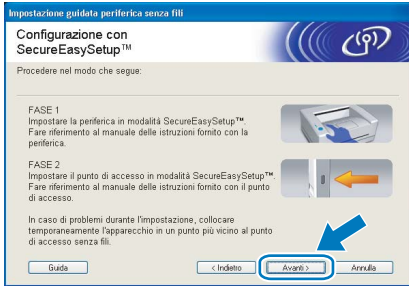 Impostazione guidata periferica senza fili
Configurazione con
SecureEasySetup™
Procedere nel modo che segue:
FASE 1
Impostare la periferica in modalità SecureEasySetup™.
Fare riferimento al manuale delle istruzioni fornito con la
periferica.
FASE 2
Impostare il punto di accesso in modalità SecureEasySetup™.
Fare riferimento al manuale delle istruzioni fornito con il punto
di accesso.
In caso di problemi durante l'impostazione, collocare
temporaneamente l'apparecchio in un punto più vicino al punto
di accesso senza fili.
Guida
< Indietro
Avanti >
Annulla